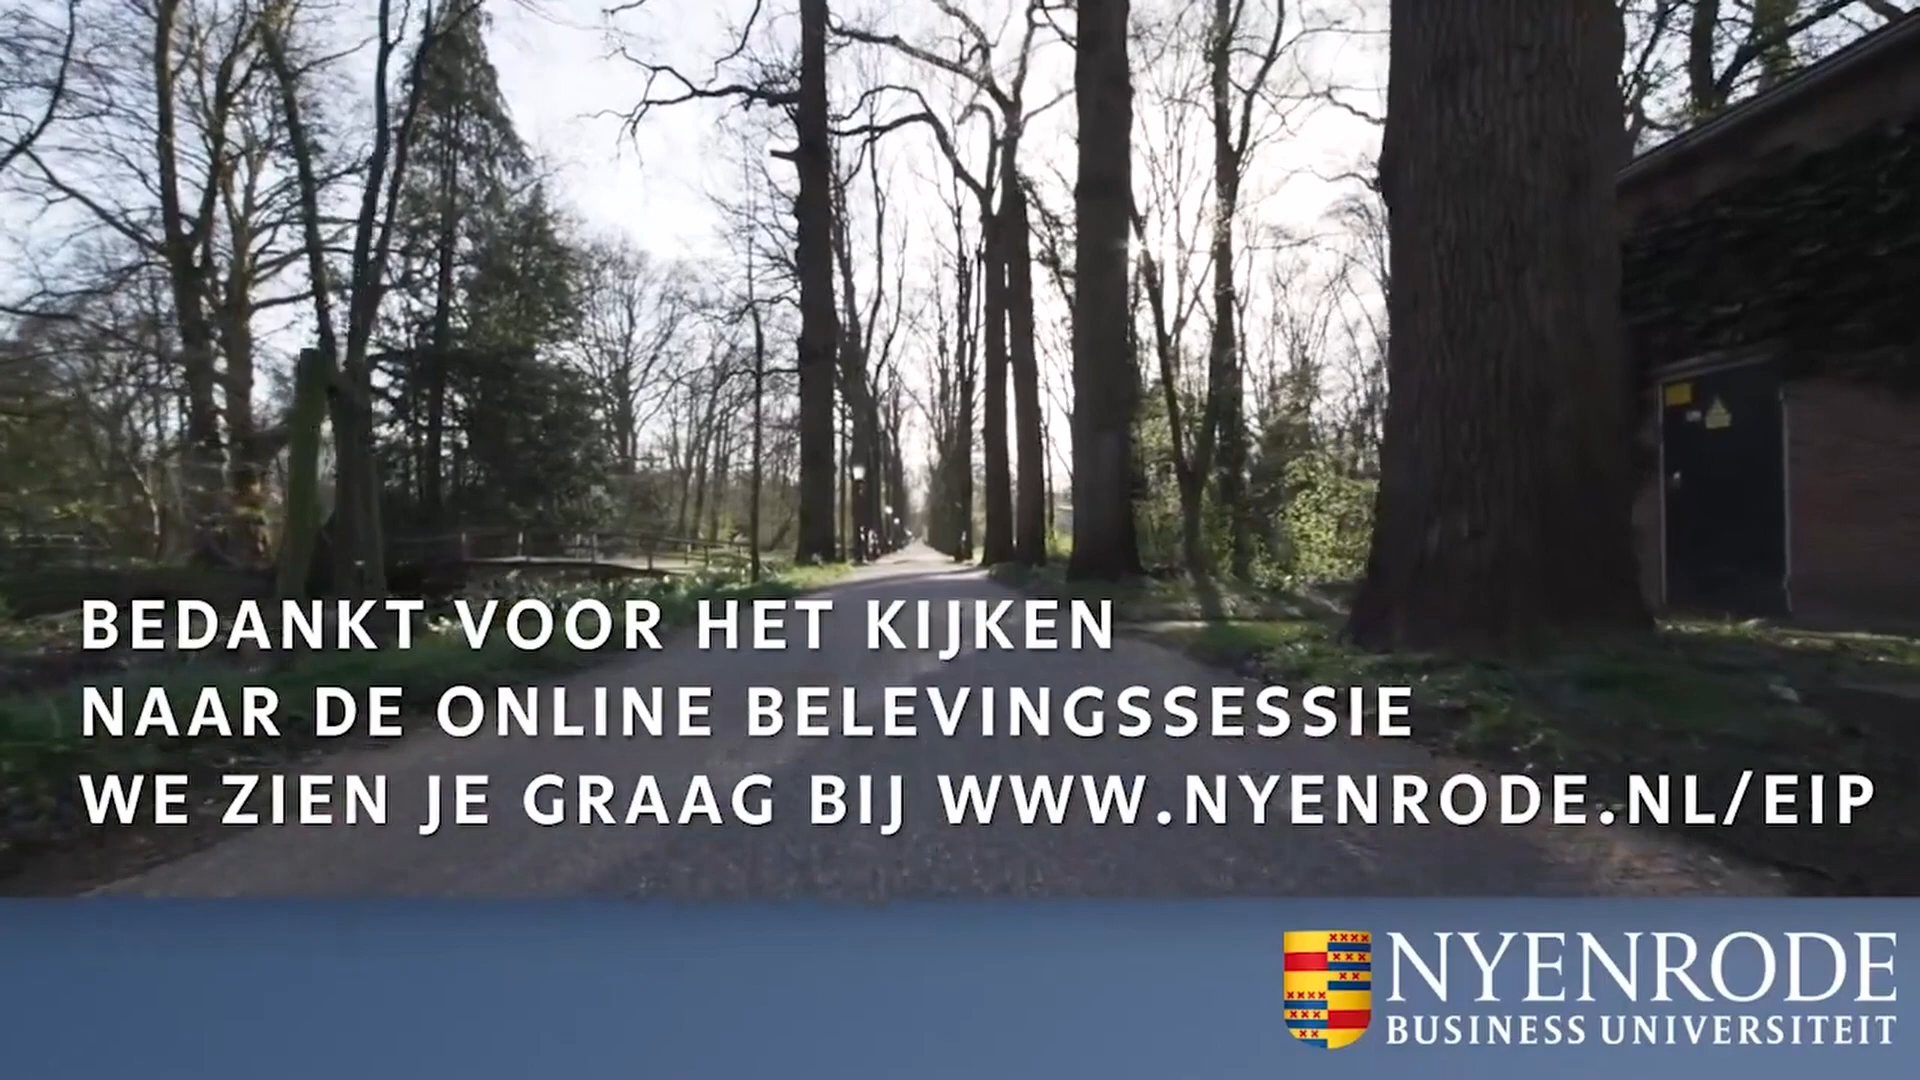 BEDANKT VOOR HET KIJKEN
NAAR DE ONLINE BELEVINGSSESSIE
WE ZIEN JE GRAAG BIJ WWW.NYENRODE.NL/EIP
NYENRODE
BUSINESS UNIVERSITEIT